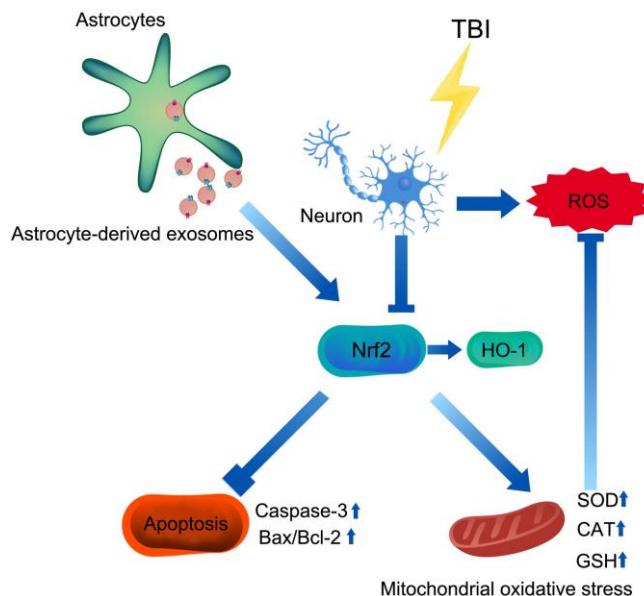 Astrocytes
TBI
Neuron
ROS
Astrocyte-derived exosomes
Nrf2
HO-1
Apoptosis
Caspase-3
Bax/Bcl-2
SOD
CAT
GSH
Mitochondrial oxidative stress